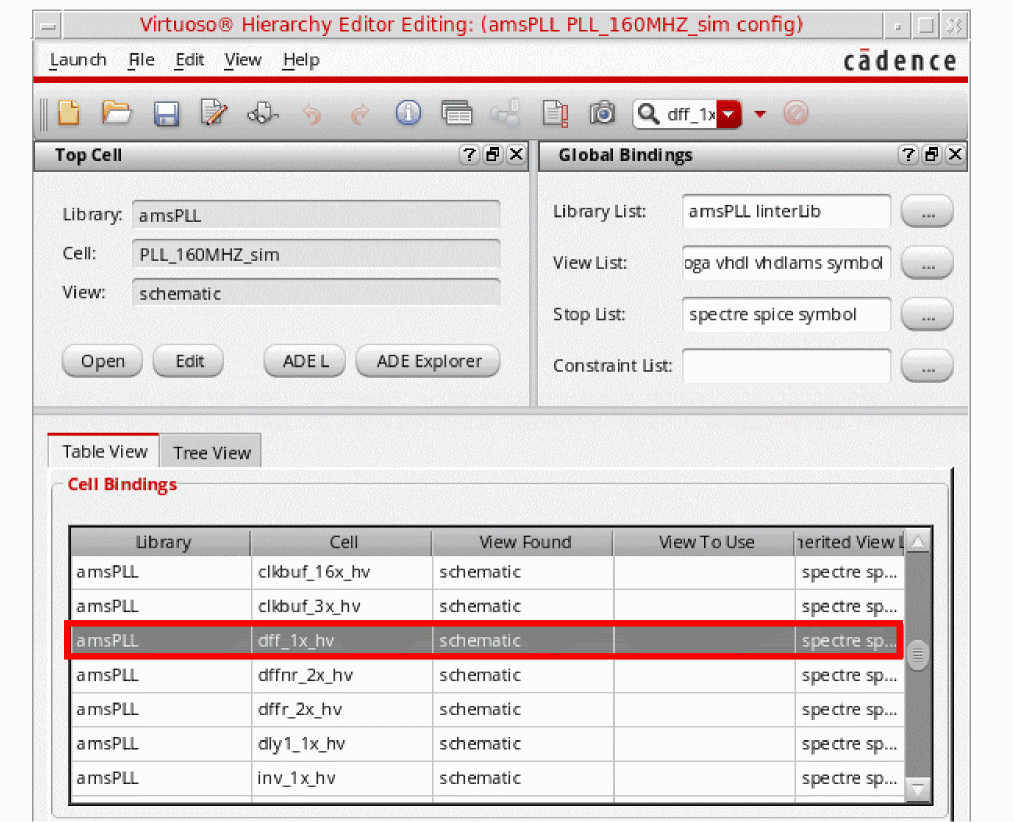 Virtuoso® Hierarchy Editor Editing: (amsPLL PLL_160MHZ_sim config)
Launch File Edit View Help
cādence
dff_1x
Top Cell
Library: amsPLL
Cell: PLL_160MHZ_sim
View: schematic
Open Edit ADE L ADE Explorer
Global Bindings
Library List: amsPLL linterLib ...
View List: oga vhdl vhdlams symbol ...
Stop List: spectre spice symbol ...
Constraint List: ...
Table View Tree View
Cell Bindings
Library Cell View Found View To Use herited View L
amsPLL clkbuf_16x_hv schematic spectre sp...
amsPLL clkbuf_3x_hv schematic spectre sp...
amsPLL dff_1x_hv schematic spectre sp...
amsPLL dffnr_2x_hv schematic spectre sp...
amsPLL dffr_2x_hv schematic spectre sp...
amsPLL dly1_1x_hv schematic spectre sp...
amsPLL inv_1x_hv schematic spectre sp...